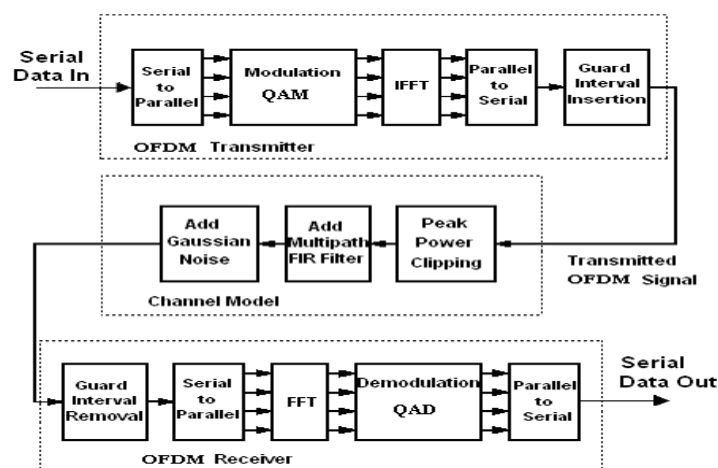 Serial
Data In
Serial
to
Parallel
Modulation
QAM
IFFT
Parallel
to
Serial
Guard
Interval
Insertion
OFDM Transmitter
Add
Gaussian
Noise
Add
Multipath
FIR Filter
Peak
Power
Clipping
Transmitted
OFDM Signal
Channel Model
Guard
Interval
Removal
Serial
to
Parallel
FFT
Demodulation
QAD
Parallel
to
Serial
Serial
Data Out
OFDM Receiver